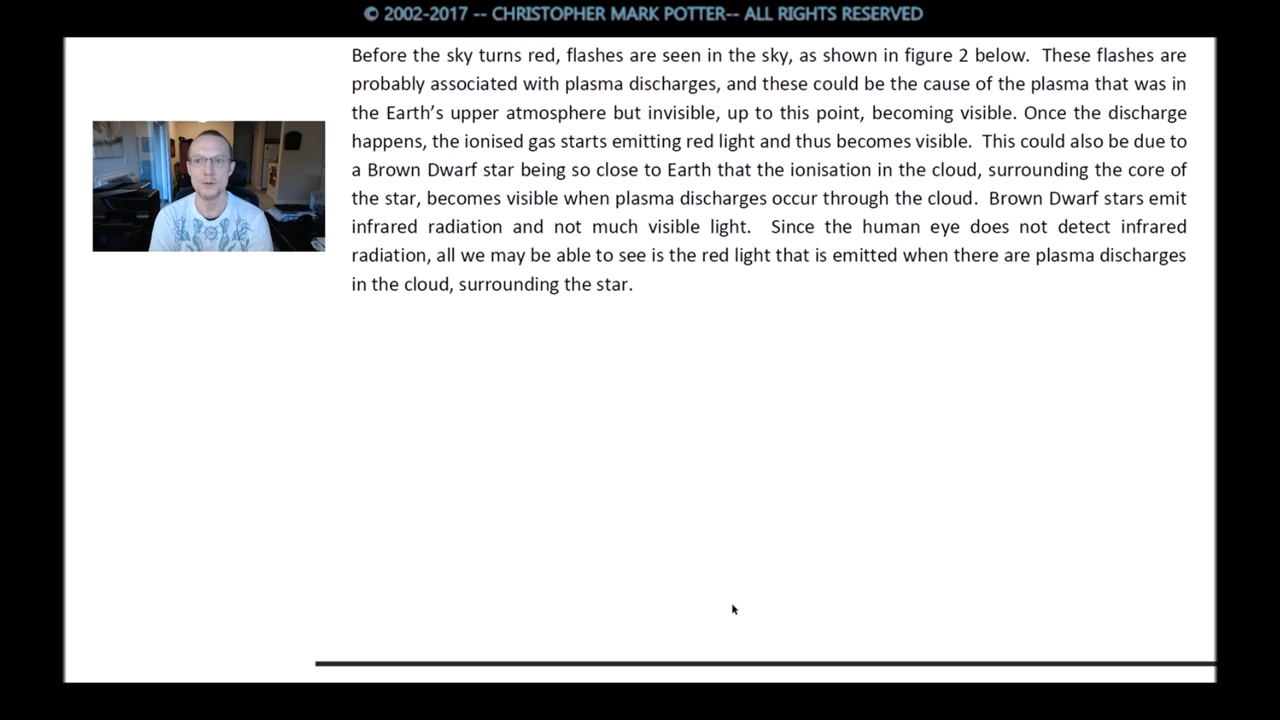 © 2002-2017 -- CHRISTOPHER MARK POTTER-- ALL RIGHTS RESERVED
Before the sky turns red, flashes are seen in the sky, as shown in figure 2 below. These flashes are
probably associated with plasma discharges, and these could be the cause of the plasma that was in
the Earth’s upper atmosphere but invisible, up to this point, becoming visible. Once the discharge
happens, the ionised gas starts emitting red light and thus becomes visible. This could also be due to
a Brown Dwarf star being so close to Earth that the ionisation in the cloud, surrounding the core of
the star, becomes visible when plasma discharges occur through the cloud. Brown Dwarf stars emit
infrared radiation and not much visible light. Since the human eye does not detect infrared
radiation, all we may be able to see is the red light that is emitted when there are plasma discharges
in the cloud, surrounding the star.